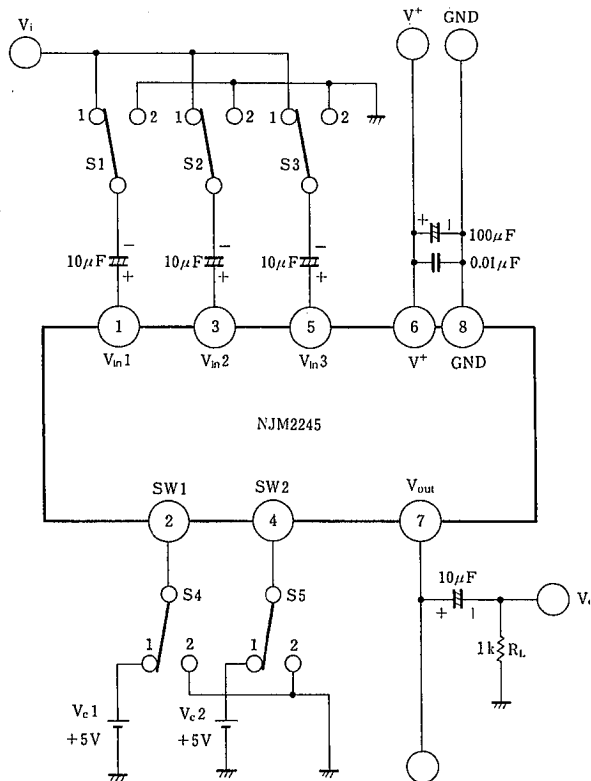 Vi
V+ GND
1 2 1 2 1 2
S1 S2 S3
+ 100μF
0.01μF
10μF − + 10μF − + 10μF − +
1 3 5 6 8
Vin1 Vin2 Vin3 V+ GND
NJM2245
SW1 SW2 Vout
2 4 7
S4 S5
10μF
+
1 2 1 2
1k RL
Vc1 Vc2
+5V +5V